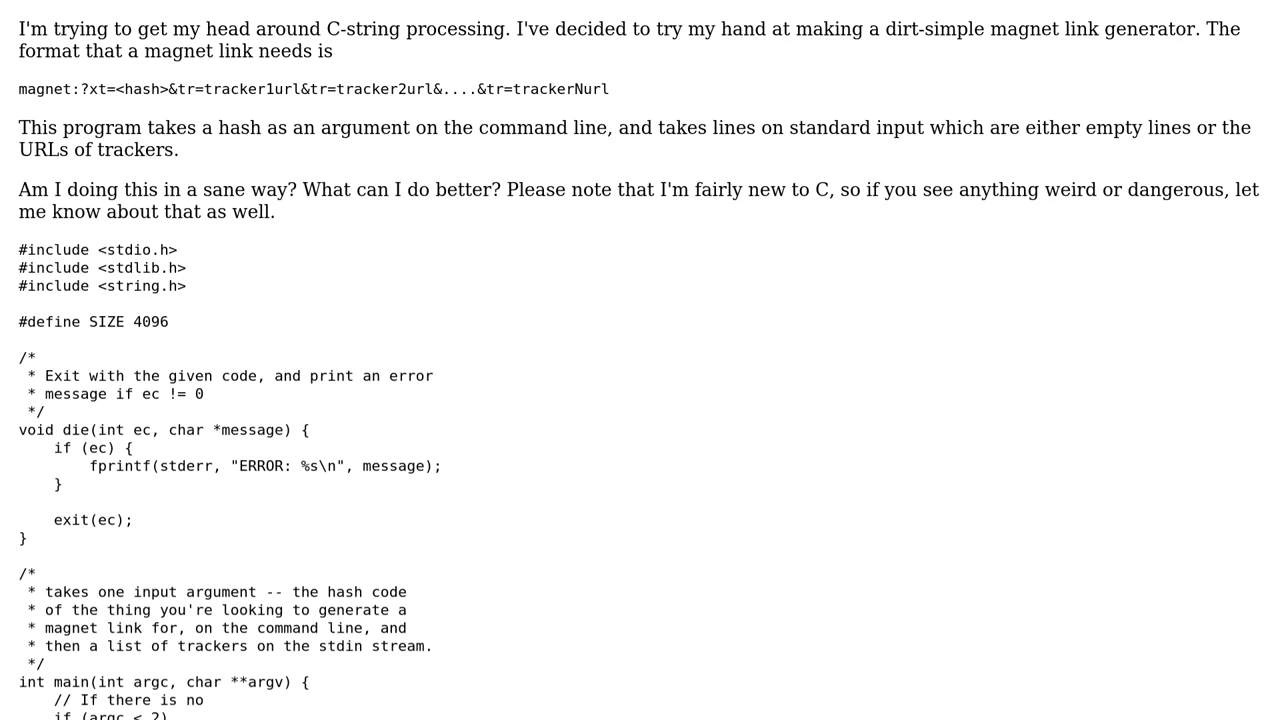 I'm trying to get my head around C-string processing. I've decided to try my hand at making a dirt-simple magnet link generator. The
format that a magnet link needs is
magnet:?xt=<hash>&tr=tracker1url&tr=tracker2url&....&tr=trackerNurl
This program takes a hash as an argument on the command line, and takes lines on standard input which are either empty lines or the
URLs of trackers.
Am I doing this in a sane way? What can I do better? Please note that I'm fairly new to C, so if you see anything weird or dangerous, let
me know about that as well.
#include <stdio.h>
#include <stdlib.h>
#include <string.h>
#define SIZE 4096
/*
 * Exit with the given code, and print an error
 * message if ec != 0
 */
void die(int ec, char *message) {
    if (ec) {
        fprintf(stderr, "ERROR: %s\n", message);
    }
    exit(ec);
}
/*
 * takes one input argument -- the hash code
 * of the thing you're looking to generate a
 * magnet link for, on the command line, and
 * then a list of trackers on the stdin stream.
 */
int main(int argc, char **argv) {
    // If there is no
    if (argc < 2)